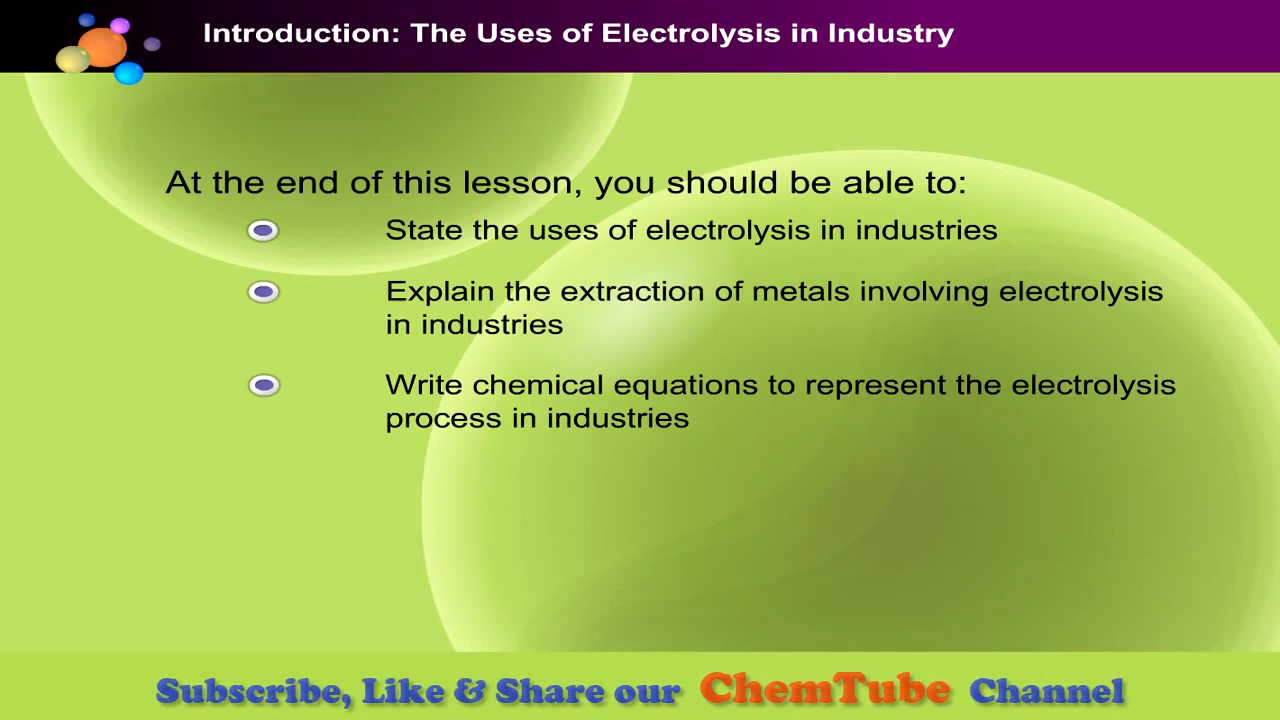 Introduction: The Uses of Electrolysis in Industry
At the end of this lesson, you should be able to:
State the uses of electrolysis in industries
Explain the extraction of metals involving electrolysis
in industries
Write chemical equations to represent the electrolysis
process in industries
Subscribe, Like & Share our ChemTube Channel